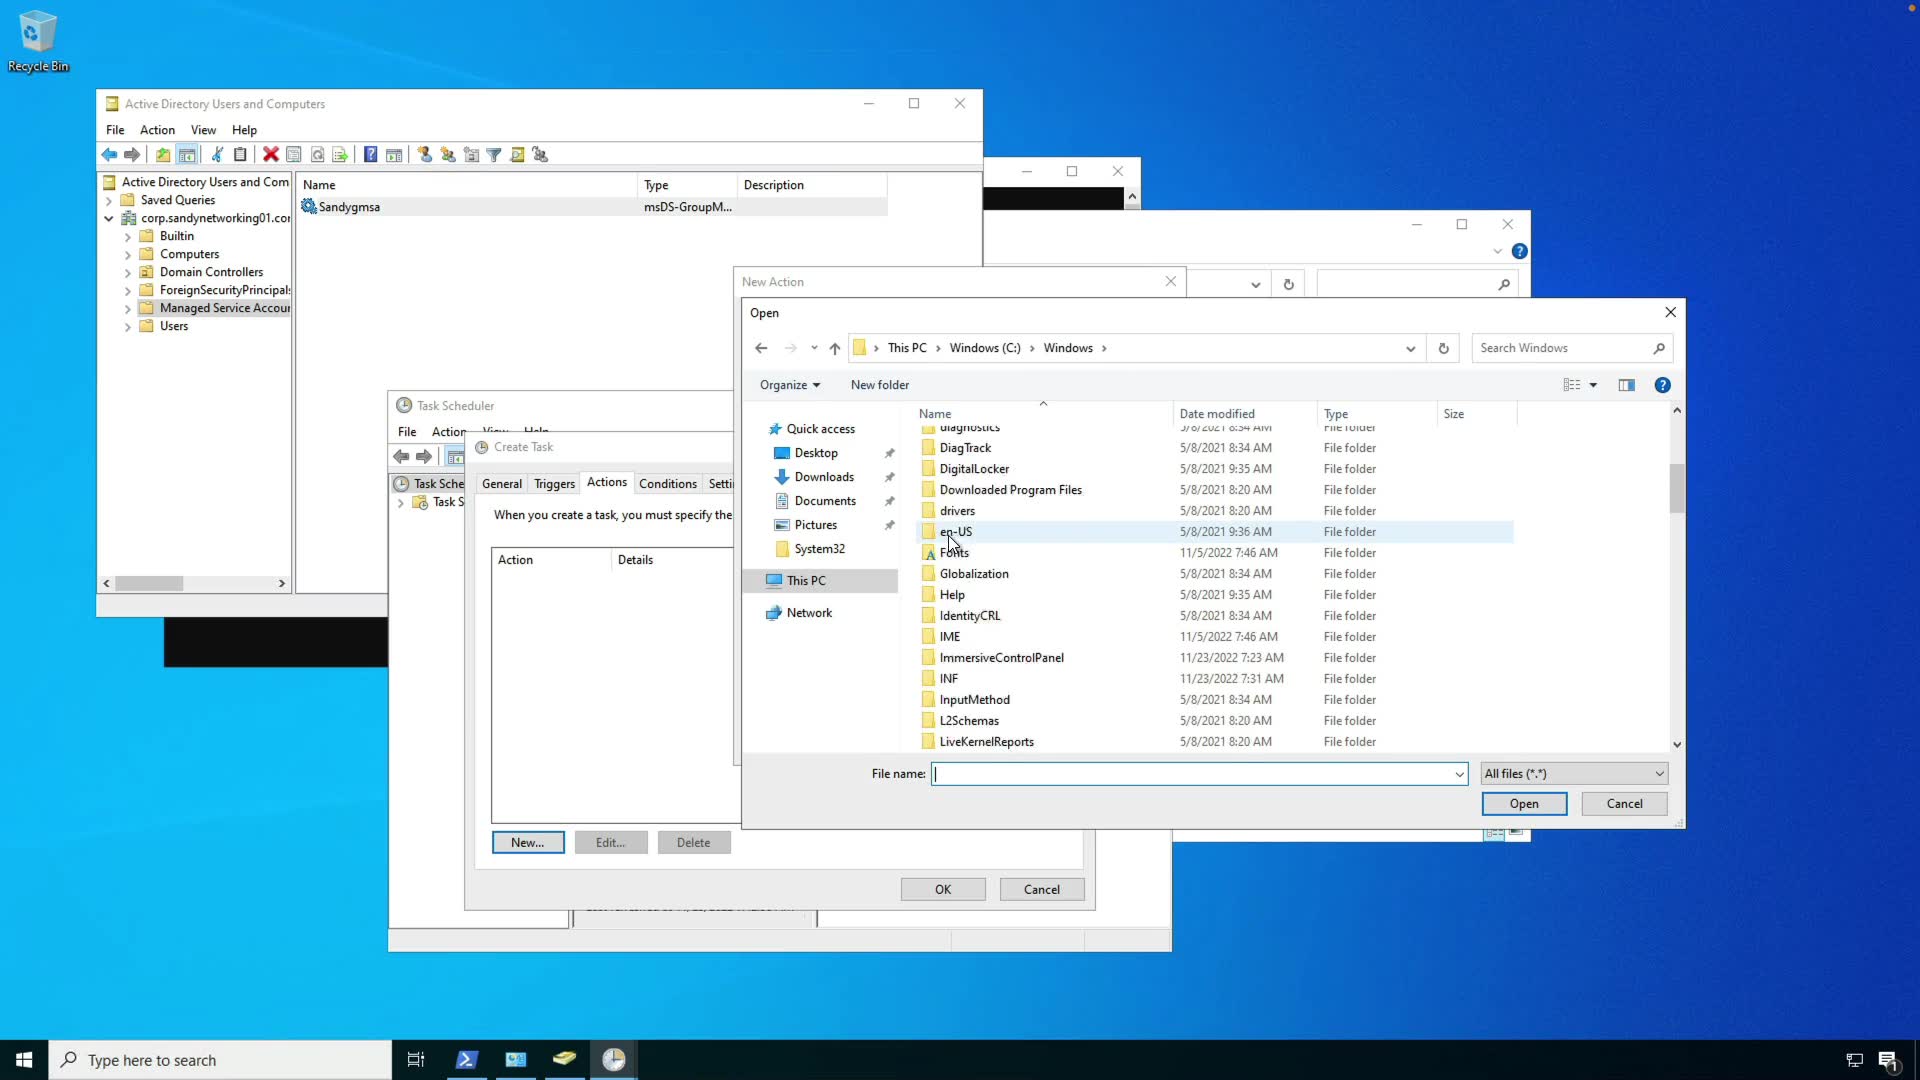 Recycle Bin
Active Directory Users and Computers
File Action View Help
Active Directory Users and Com
Saved Queries
corp.sandynetworking01.cor
Builtin
Computers
Domain Controllers
ForeignSecurityPrincipals
Managed Service Accour
Users
Name Type Description
Sandygmsa msDS-GroupM...
Task Scheduler
File Action View Help
Task Sche
Task S
Create Task
General Triggers Actions Conditions Setti
When you create a task, you must specify the
Action Details
New... Edit... Delete
OK Cancel
New Action
Open
This PC Windows (C:) Windows
Search Windows
Organize New folder
Quick access
Desktop
Downloads
Documents
Pictures
System32
This PC
Network
Name Date modified Type Size
diagnostics 5/8/2021 8:34 AM File folder
DiagTrack 5/8/2021 8:34 AM File folder
DigitalLocker 5/8/2021 9:35 AM File folder
Downloaded Program Files 5/8/2021 8:20 AM File folder
drivers 5/8/2021 8:20 AM File folder
en-US 5/8/2021 9:36 AM File folder
Fonts 11/5/2022 7:46 AM File folder
Globalization 5/8/2021 8:34 AM File folder
Help 5/8/2021 9:35 AM File folder
IdentityCRL 5/8/2021 8:34 AM File folder
IME 11/5/2022 7:46 AM File folder
ImmersiveControlPanel 11/23/2022 7:23 AM File folder
INF 11/23/2022 7:31 AM File folder
InputMethod 5/8/2021 8:34 AM File folder
L2Schemas 5/8/2021 8:20 AM File folder
LiveKernelReports 5/8/2021 8:20 AM File folder
File name: All files (*.*)
Open Cancel
Type here to search
1